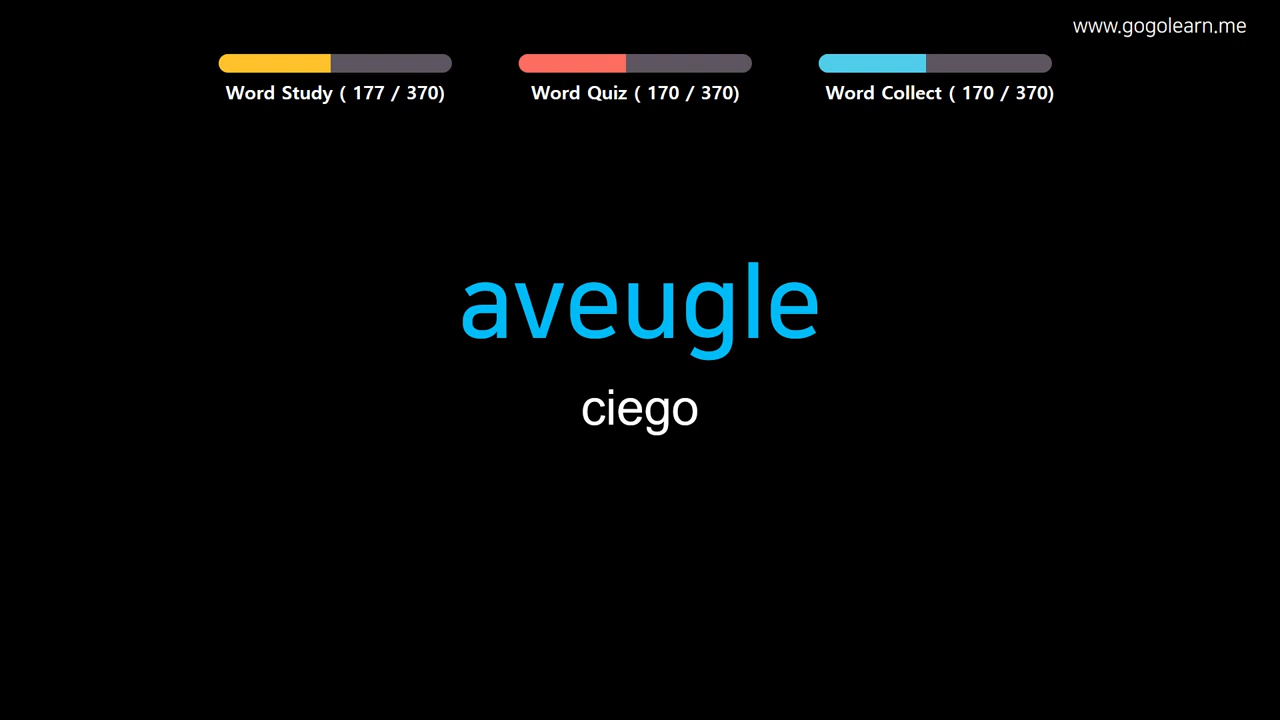 www.gogolearn.me
Word Study ( 177 / 370)
Word Quiz ( 170 / 370)
Word Collect ( 170 / 370)
aveugle
ciego